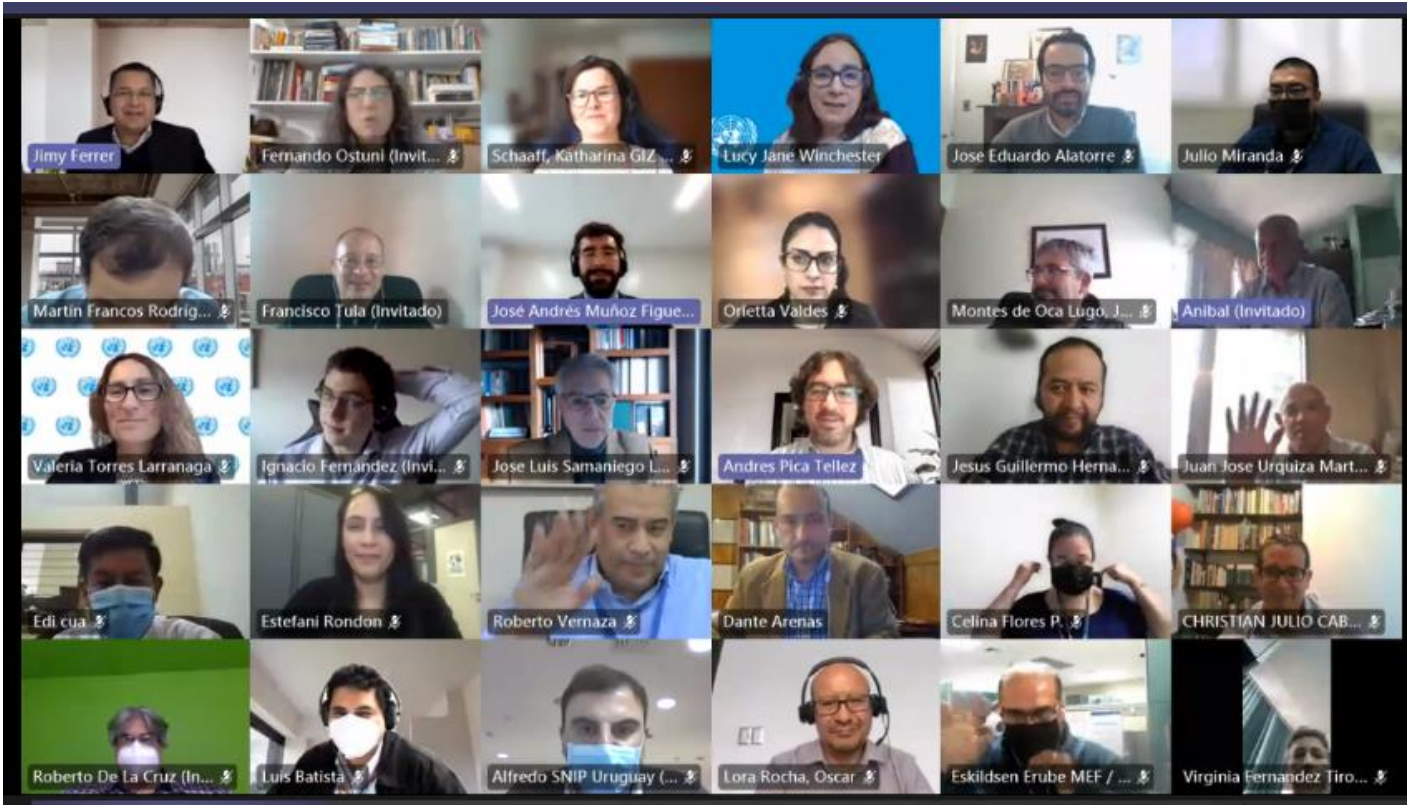 Jimy Ferrer
Fernando Ostuni (Invit...
Schaaff, Katharina GIZ ...
Lucy Jane Winchester
Jose Eduardo Alatorre
Julio Miranda
Martín Francos Rodríg...
Francisco Tula (Invitado)
José Andrés Muñoz Figue...
Orietta Valdes
Montes de Oca Lugo, J...
Anibal (Invitado)
Valeria Torres Larranaga
Ignacio Fernández (Invi...
Jose Luis Samaniego L...
Andres Pica Tellez
Jesus Guillermo Herna...
Juan Jose Urquiza Mart...
Edi cua
Estefani Rondon
Roberto Vernaza
Dante Arenas
Celina Flores P.
CHRISTIAN JULIO CAB...
Roberto De La Cruz (In...
Luis Batista
Alfredo SNIP Uruguay (...
Lora Rocha, Oscar
Eskildsen Erube MEF / ...
Virginia Fernandez Tiro...